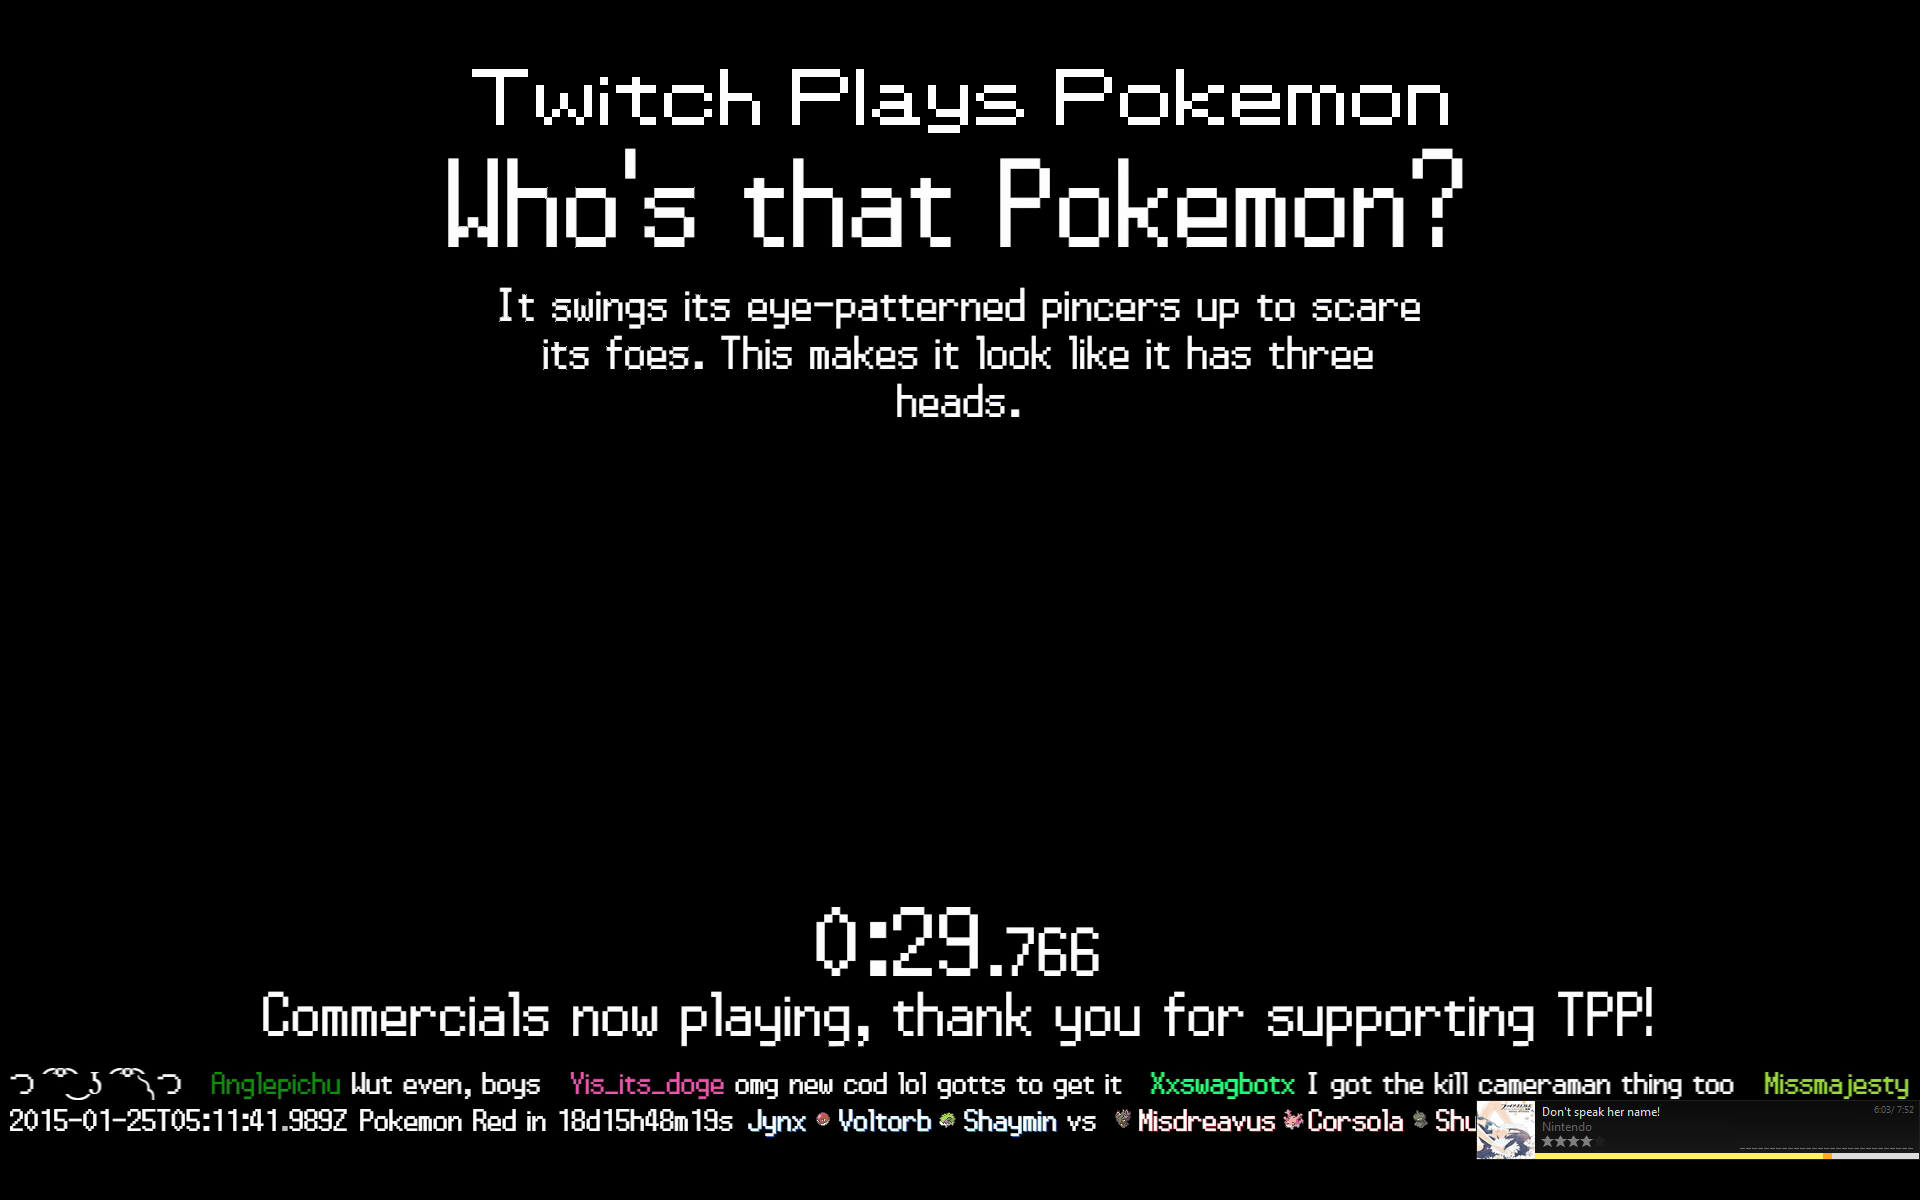 Twitch Plays Pokemon
Who's that Pokemon?
It swings its eye-patterned pincers up to scare
its foes. This makes it look like it has three
heads.
0:29.766
Commercials now playing, thank you for supporting TPP!
Anglepichu Wut even, boys Yis_its_doge omg new cod lol gotts to get it Xxswagbotx I got the kill cameraman thing too Missmajesty
2015-01-25T05:11:41.989Z Pokemon Red in 18d15h48m19s Jynx Voltorb Shaymin vs Misdreavus Corsola Shu
Don't speak her name! 6:03/ 7:52
Nintendo